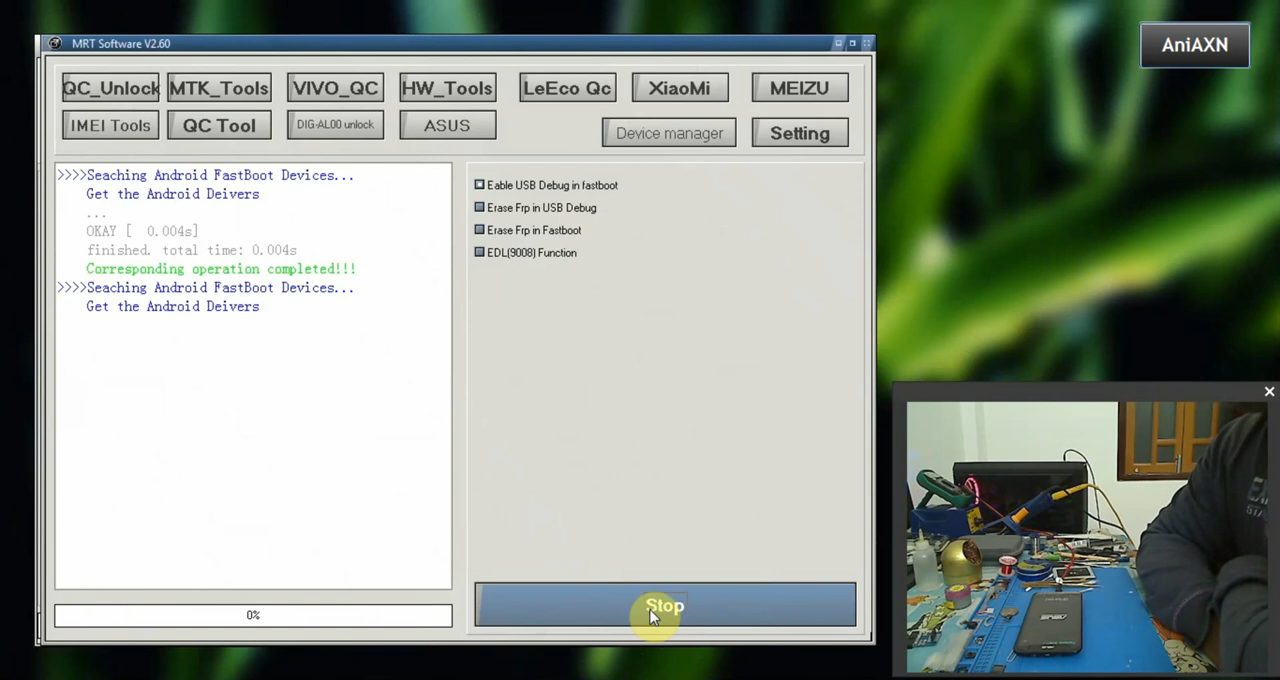 MRT Software V2.60
AniAXN
QC_Unlock MTK_Tools VIVO_QC HW_Tools LeEco Qc XiaoMi MEIZU
IMEI Tools QC Tool DIG-AL00 unlock ASUS Device manager Setting
>>>>Seaching Android FastBoot Devices...
Get the Android Deivers
...
OKAY [ 0.004s]
finished. total time: 0.004s
Corresponding operation completed!!!
>>>>Seaching Android FastBoot Devices...
Get the Android Deivers
Eable USB Debug in fastboot
Erase Frp in USB Debug
Erase Frp in Fastboot
EDL(9008) Function
0%
Stop